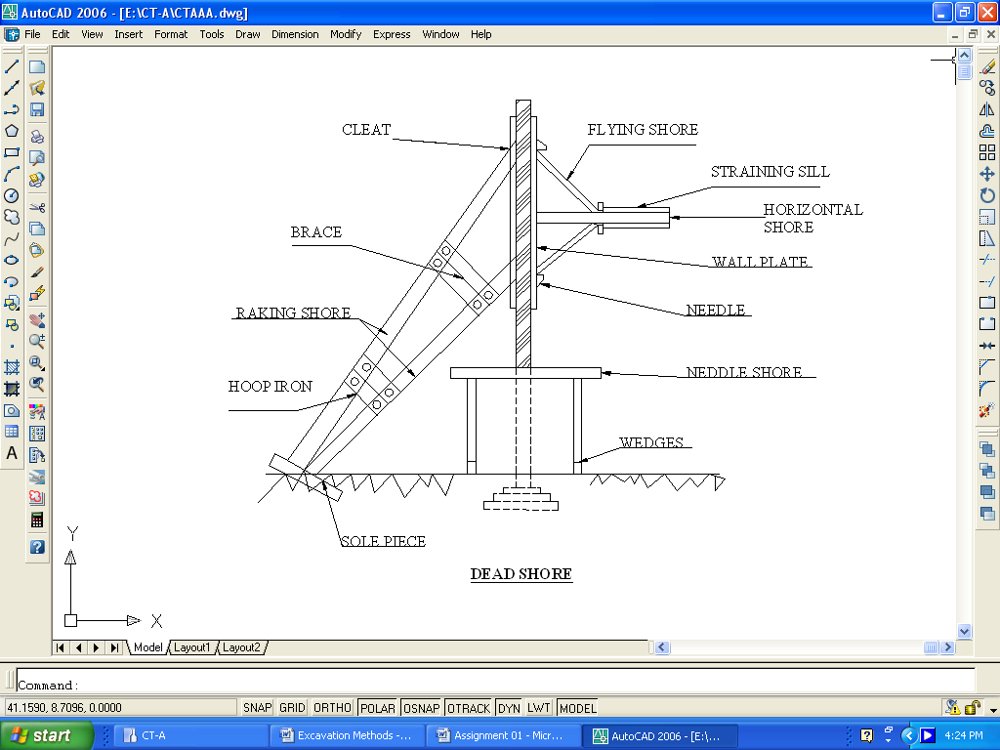 AutoCAD 2006 - [E:\CT-A\CTAAA.dwg]
File Edit View Insert Format Tools Draw Dimension Modify Express Window Help
CLEAT
FLYING SHORE
STRAINING SILL
HORIZONTAL
SHORE
BRACE
WALL PLATE
NEEDLE
RAKING SHORE
NEDDLE SHORE
HOOP IRON
WEDGES
SOLE PIECE
DEAD SHORE
A
Y
X
Model Layout1 Layout2
Command:
41.1590, 8.7096, 0.0000 SNAP GRID ORTHO POLAR OSNAP OTRACK DYN LWT MODEL
start CT-A Excavation Methods -... Assignment 01 - Micr... AutoCAD 2006 - [E:\... 4:24 PM